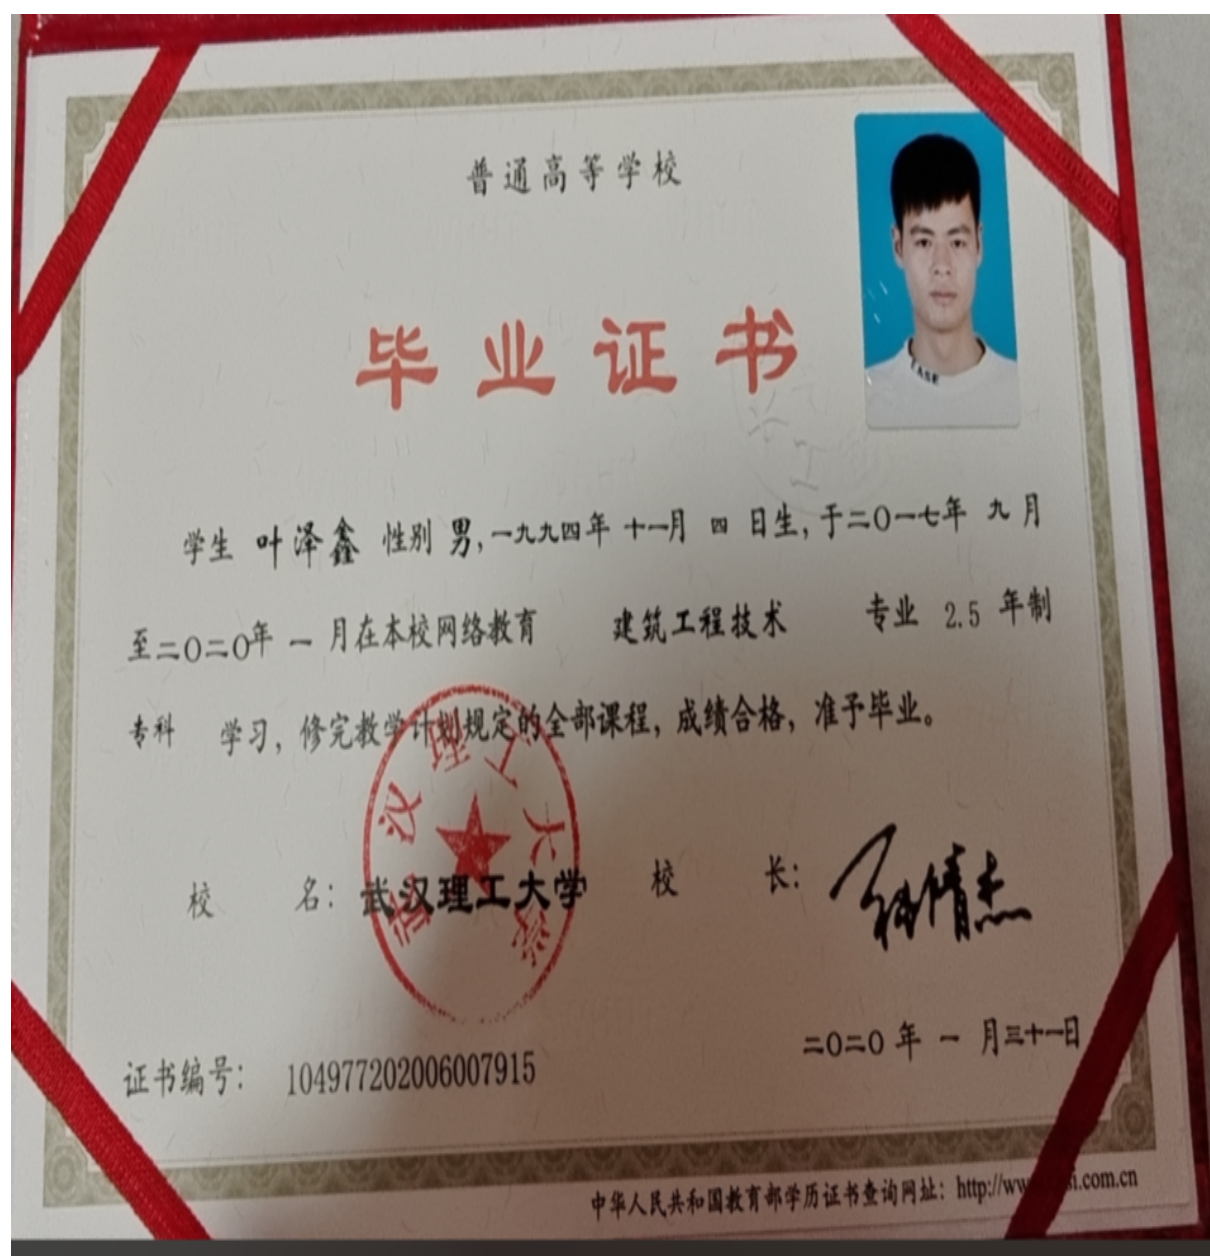 普通高等学校
毕业证书
学生 叶泽鑫 性别 男,一九九四年 十一月 四 日生,于二〇一七年 九 月
至二〇二〇年 一 月在本校网络教育 建筑工程技术 专业 2.5 年制
专科 学习,修完教学计划规定的全部课程,成绩合格,准予毕业。
武汉理工大学
校 名: 武汉理工大学 校 长:
二〇二〇 年 一 月三十一日
证书编号: 104977202006007915
中华人民共和国教育部学历证书查询网址: http://ww si.com.cn